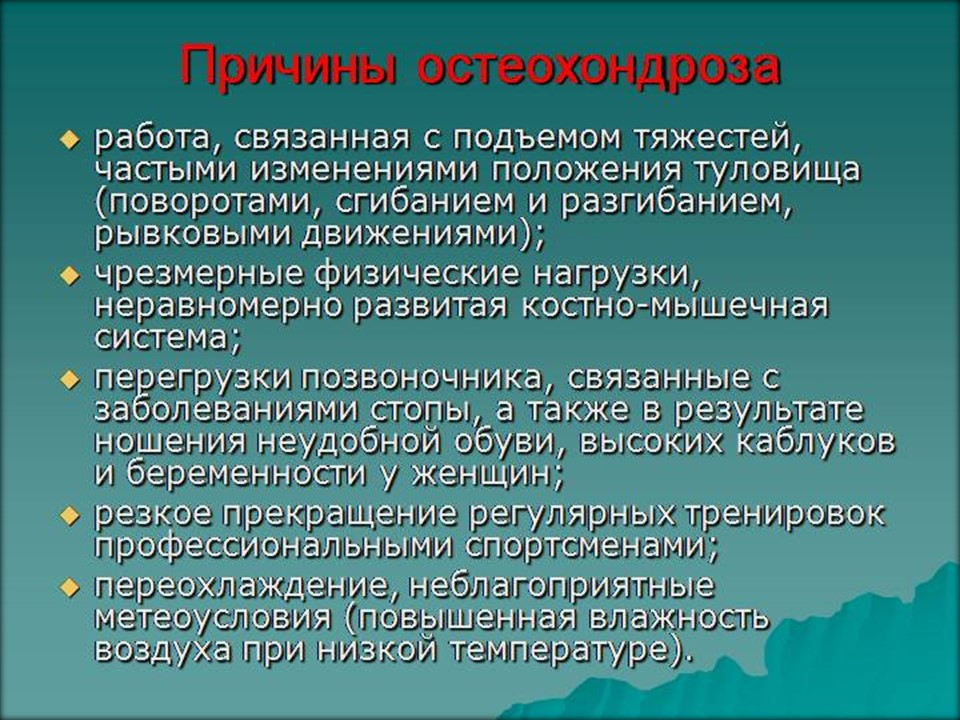 Причины остеохондроза
работа, связанная с подъемом тяжестей,
частыми изменениями положения туловища
(поворотами, сгибанием и разгибанием,
рывковыми движениями);
чрезмерные физические нагрузки,
неравномерно развитая костно-мышечная
система;
перегрузки позвоночника, связанные с
заболеваниями стопы, а также в результате
ношения неудобной обуви, высоких каблуков
и беременности у женщин;
резкое прекращение регулярных тренировок
профессиональными спортсменами;
переохлаждение, неблагоприятные
метеоусловия (повышенная влажность
воздуха при низкой температуре).